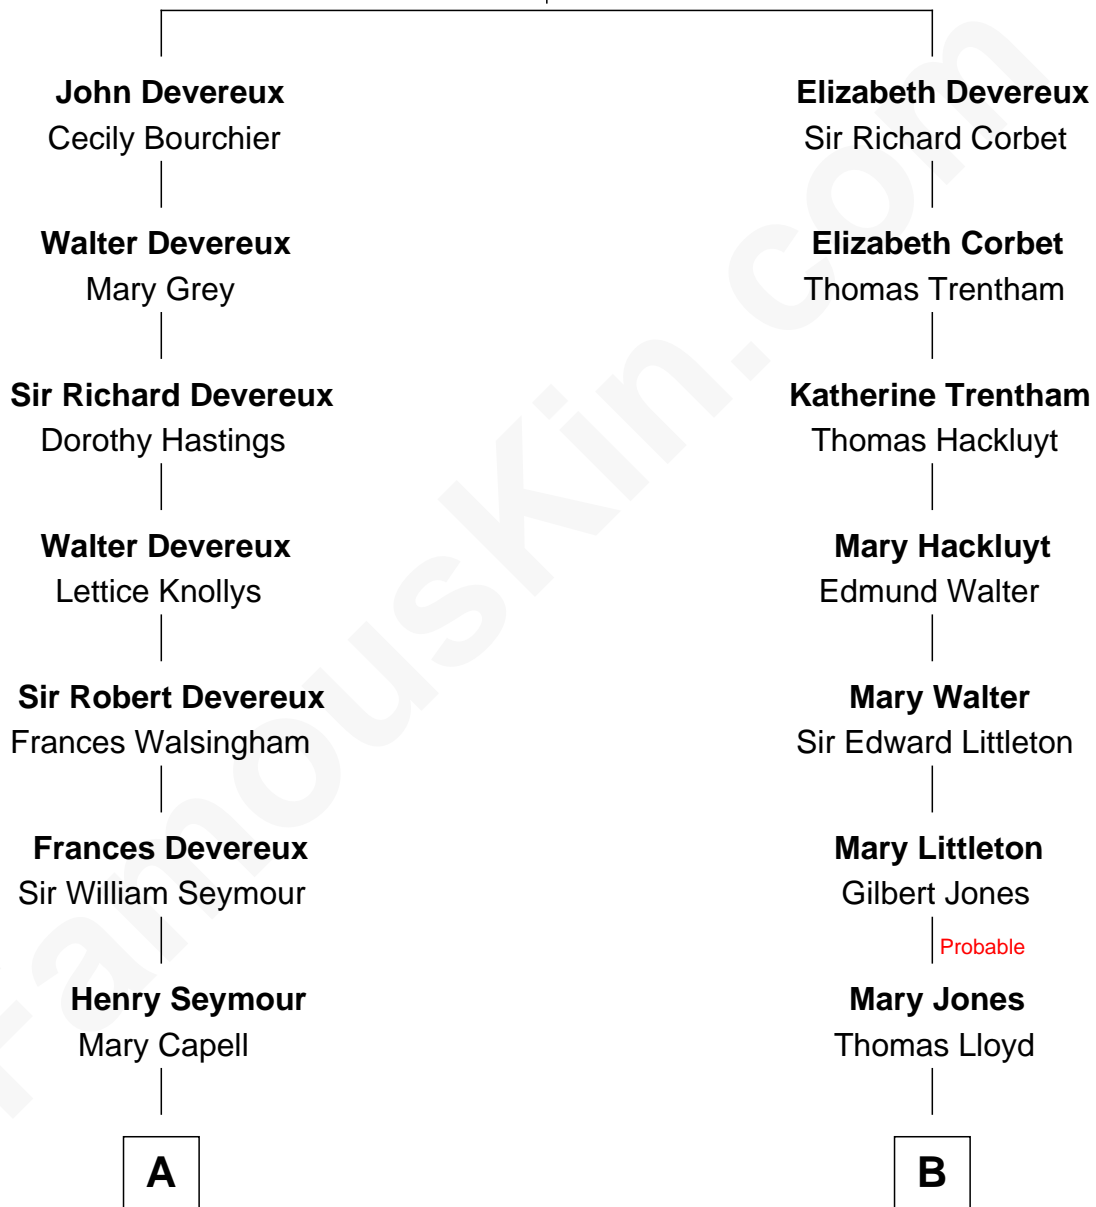 John Devereux
Cecily Bourchier
Walter Devereux
Mary Grey
Sir Richard Devereux
Dorothy Hastings
Walter Devereux
Lettice Knollys
Sir Robert Devereux
Frances Walsingham
Frances Devereux
Sir William Seymour
Henry Seymour
Mary Capell
A
Elizabeth Devereux
Sir Richard Corbet
Elizabeth Corbet
Thomas Trentham
Katherine Trentham
Thomas Hackluyt
Mary Hackluyt
Edmund Walter
Mary Walter
Sir Edward Littleton
Mary Littleton
Gilbert Jones
Probable
Mary Jones
Thomas Lloyd
B
FamousKin.com